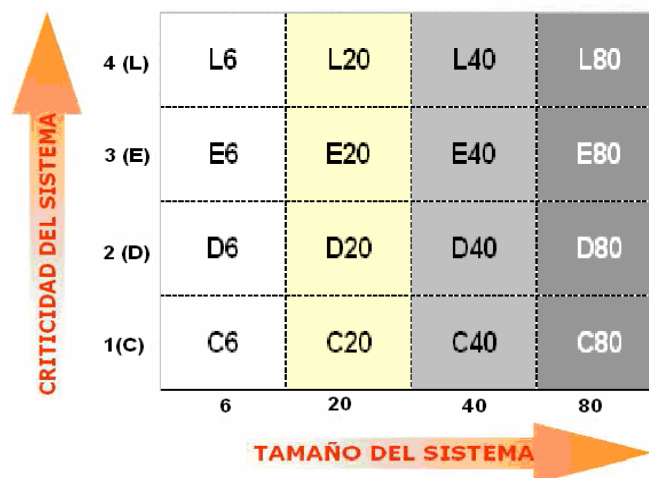 CRITICIDAD DEL SISTEMA
4 (L) L6 L20 L40 L80
3 (E) E6 E20 E40 E80
2 (D) D6 D20 D40 D80
1(C) C6 C20 C40 C80
6 20 40 80
TAMAÑO DEL SISTEMA